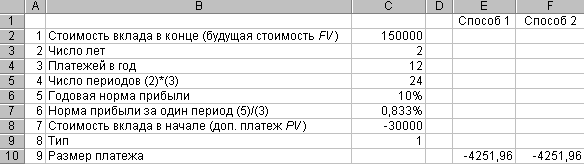 A B C D E F
1 Способ 1 Способ 2
2 1 Стоимость вклада в конце (будущая стоимость FV) 150000
3 2 Число лет 2
4 3 Платежей в год 12
5 4 Число периодов (2)*(3) 24
6 5 Годовая норма прибыли 10%
7 6 Норма прибыли за один период (5)/(3) 0,833%
8 7 Стоимость вклада в начале (доп. платеж PV) -30000
9 8 Тип 1
10 9 Размер платежа -4251,96 -4251,96